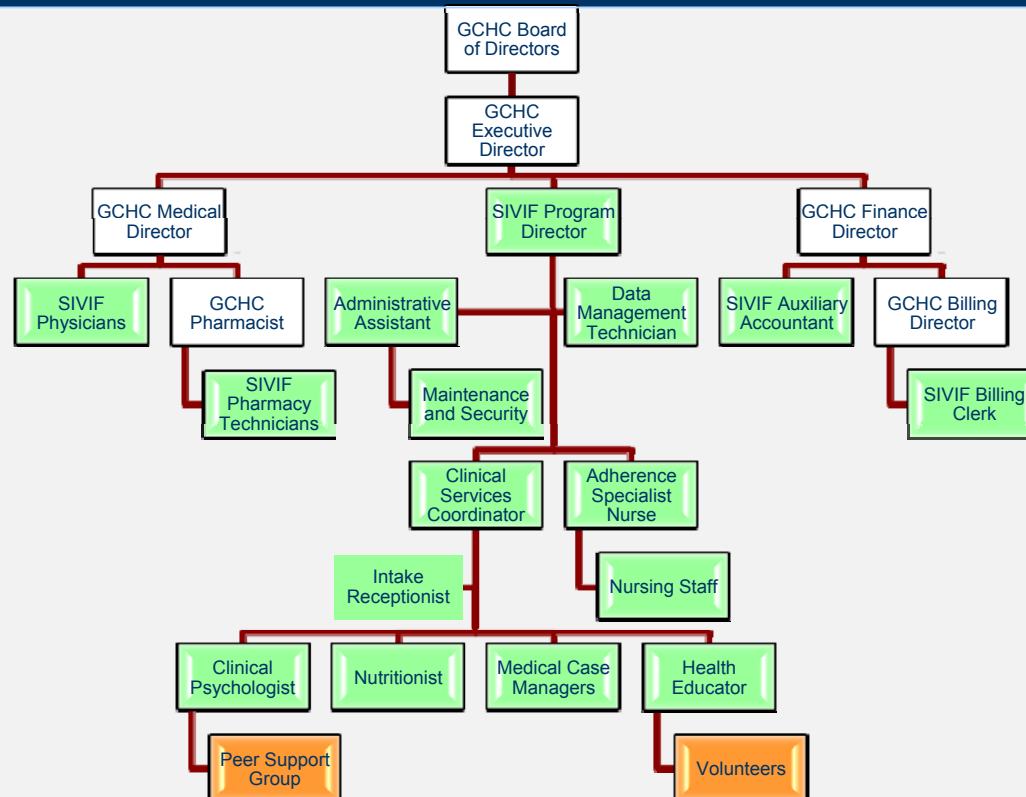 GCHC Board
of Directors
GCHC
Executive
Director
GCHC Medical
Director
SIVIF Program
Director
GCHC Finance
Director
SIVIF
Physicians
GCHC
Pharmacist
Administrative
Assistant
Data
Management
Technician
SIVIF Auxiliary
Accountant
GCHC Billing
Director
SIVIF
Pharmacy
Technicians
Maintenance
and Security
SIVIF Billing
Clerk
Clinical
Services
Coordinator
Adherence
Specialist
Nurse
Intake
Receptionist
Nursing Staff
Clinical
Psychologist
Nutritionist
Medical Case
Managers
Health
Educator
Peer Support
Group
Volunteers